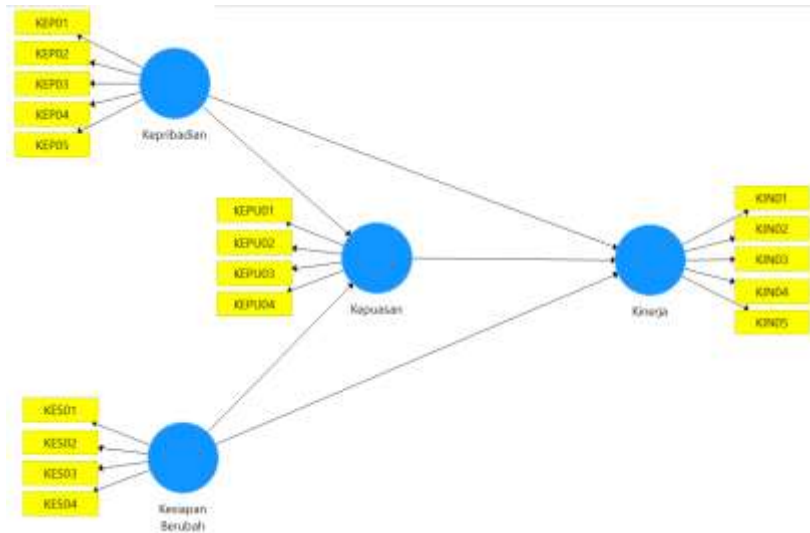 KEP01
KEP02
KEP03
KEP04
KEP05
Kepribadian
KEPU01
KEPU02
KEPU03
KEPU04
Kepuasan
KIN01
KIN02
KIN03
KIN04
KIN05
Kinerja
KES01
KES02
KES03
KES04
Kesiapan
Berubah